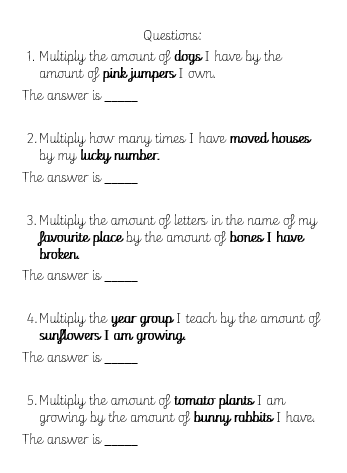 Questions:
1. Multiply the amount of dogs I have by the
amount of pink jumpers I own.
The answer is _____
2. Multiply how many times I have moved houses
by my lucky number.
The answer is _____
3. Multiply the amount of letters in the name of my
favourite place by the amount of bones I have
broken.
The answer is _____
4. Multiply the year group I teach by the amount of
sunflowers I am growing.
The answer is _____
5. Multiply the amount of tomato plants I am
growing by the amount of bunny rabbits I have.
The answer is _____